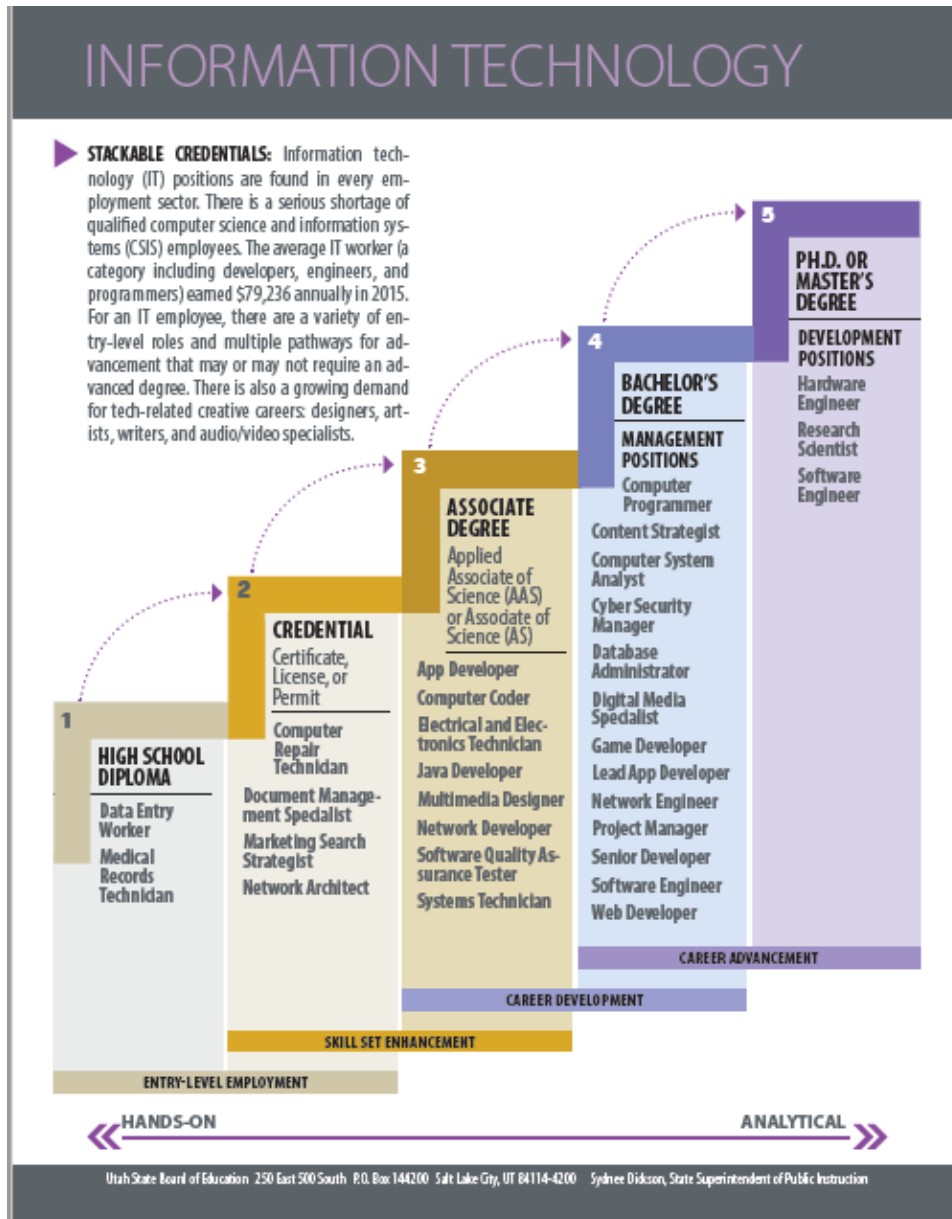 INFORMATION TECHNOLOGY
STACKABLE CREDENTIALS: Information tech-
nology (IT) positions are found in every em-
ployment sector. There is a serious shortage of
qualified computer science and information sys-
tems (CSIS) employees. The average IT worker (a
category including developers, engineers, and
programmers) earned $79,236 annually in 2015.
For an IT employee, there are a variety of en-
try-level roles and multiple pathways for ad-
vancement that may or may not require an ad-
vanced degree. There is also a growing demand
for tech-related creative careers: designers, art-
ists, writers, and audio/video specialists.
1
HIGH SCHOOL
DIPLOMA
Data Entry
Worker
Medical
Records
Technician
2
CREDENTIAL
Certificate,
License, or
Permit
Computer
Repair
Technician
Document Manage-
ment Specialist
Marketing Search
Strategist
Network Architect
3
ASSOCIATE
DEGREE
Applied
Associate of
Science (AAS)
or Associate of
Science (AS)
App Developer
Computer Coder
Electrical and Elec-
tronics Technician
Java Developer
Multimedia Designer
Network Developer
Software Quality As-
surance Tester
Systems Technician
4
BACHELOR'S
DEGREE
MANAGEMENT
POSITIONS
Computer
Programmer
Content Strategist
Computer System
Analyst
Cyber Security
Manager
Database
Administrator
Digital Media
Specialist
Game Developer
Lead App Developer
Network Engineer
Project Manager
Senior Developer
Software Engineer
Web Developer
5
PH.D. OR
MASTER'S
DEGREE
DEVELOPMENT
POSITIONS
Hardware
Engineer
Research
Scientist
Software
Engineer
CAREER ADVANCEMENT
CAREER DEVELOPMENT
SKILL SET ENHANCEMENT
ENTRY-LEVEL EMPLOYMENT
HANDS-ON
ANALYTICAL
Utah State Board of Education 250 East 500 South P.O. Box 144200 Salt Lake City, UT 84114-4200 Sydnee Dickson, State Superintendent of Public Instruction